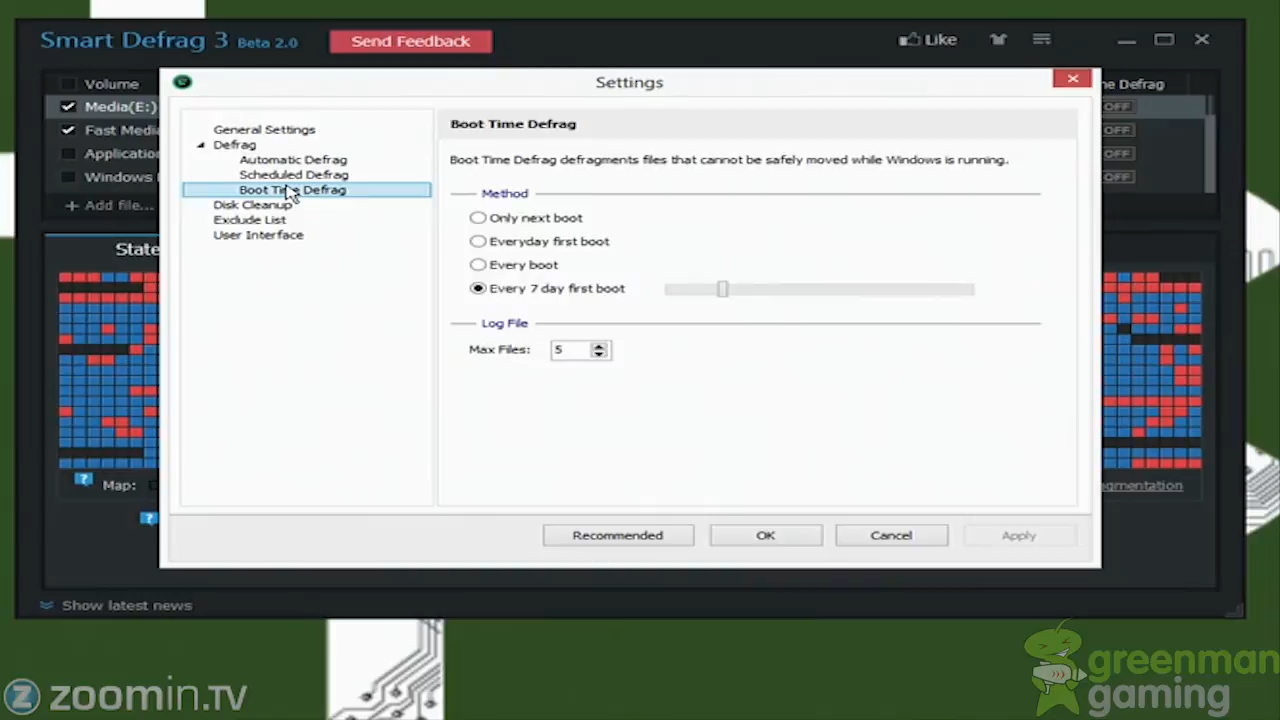 Smart Defrag 3 Beta 2.0
Send Feedback
Like
Volume
Media(E:)
Fast Media
Application
Windows
+ Add file...
Defrag
OFF
OFF
OFF
OFF
Settings
General Settings
Defrag
Automatic Defrag
Scheduled Defrag
Boot Time Defrag
Disk Cleanup
Exclude List
User Interface
Boot Time Defrag
Boot Time Defrag defragments files that cannot be safely moved while Windows is running.
Method
Only next boot
Everyday first boot
Every boot
Every 7 day first boot
Log File
Max Files: 5
Recommended
OK
Cancel
Apply
State
? Map:
?
gmentation
Show latest news
Z zoomin.TV
greenman
gaming